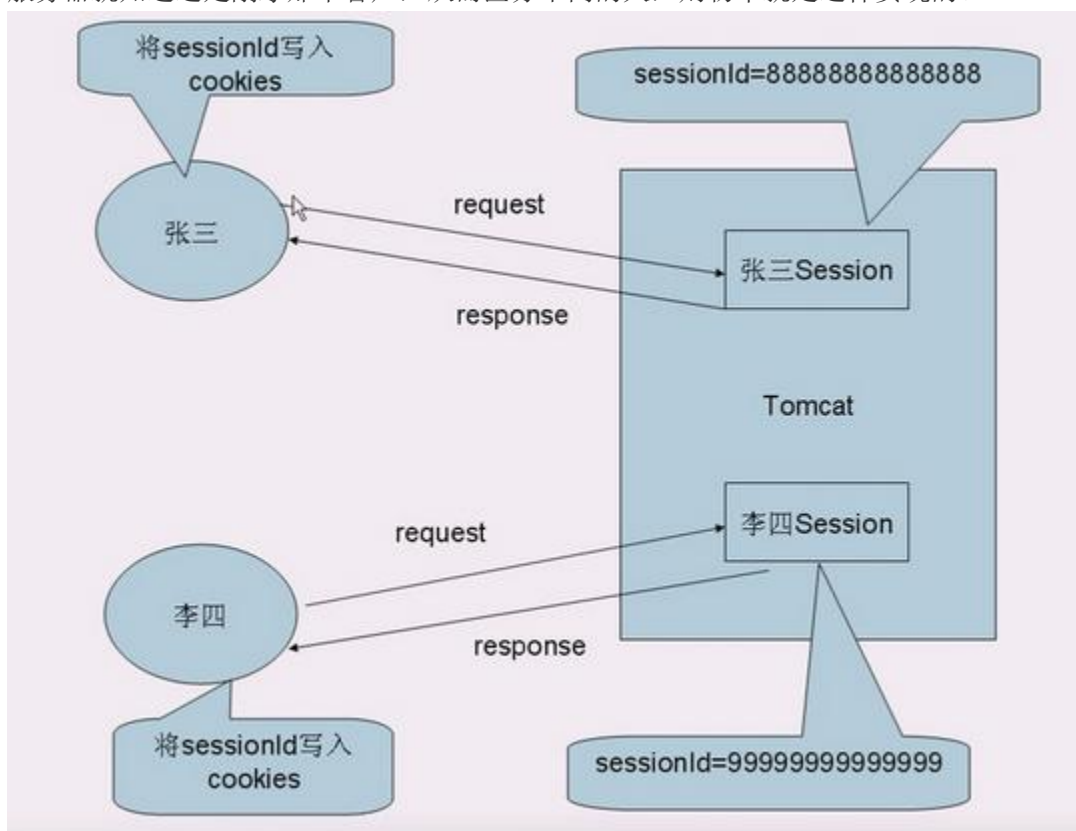 将sessionId写入
cookies
sessionId=88888888888888
request
张三
张三Session
response
Tomcat
李四Session
request
李四
response
将sessionId写入
cookies
sessionId=99999999999999